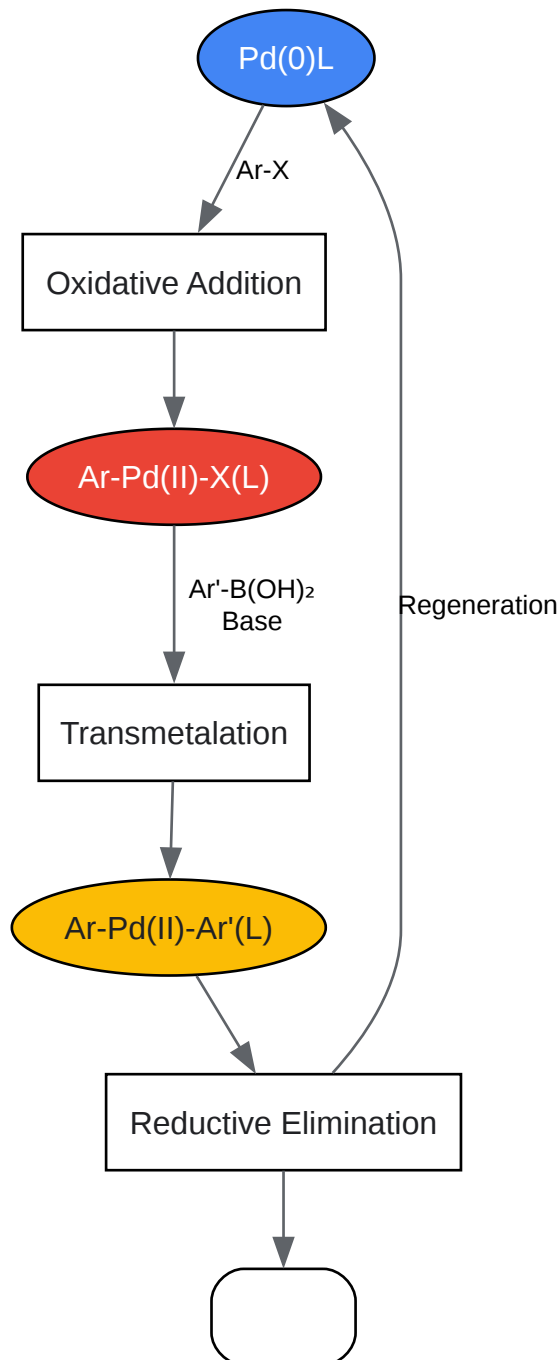 Pd(0)L
Ar-X
Oxidative Addition
Ar-Pd(II)-X(L)
Ar'-B(OH)₂
Base
Regeneration
Transmetalation
Ar-Pd(II)-Ar'(L)
Reductive Elimination